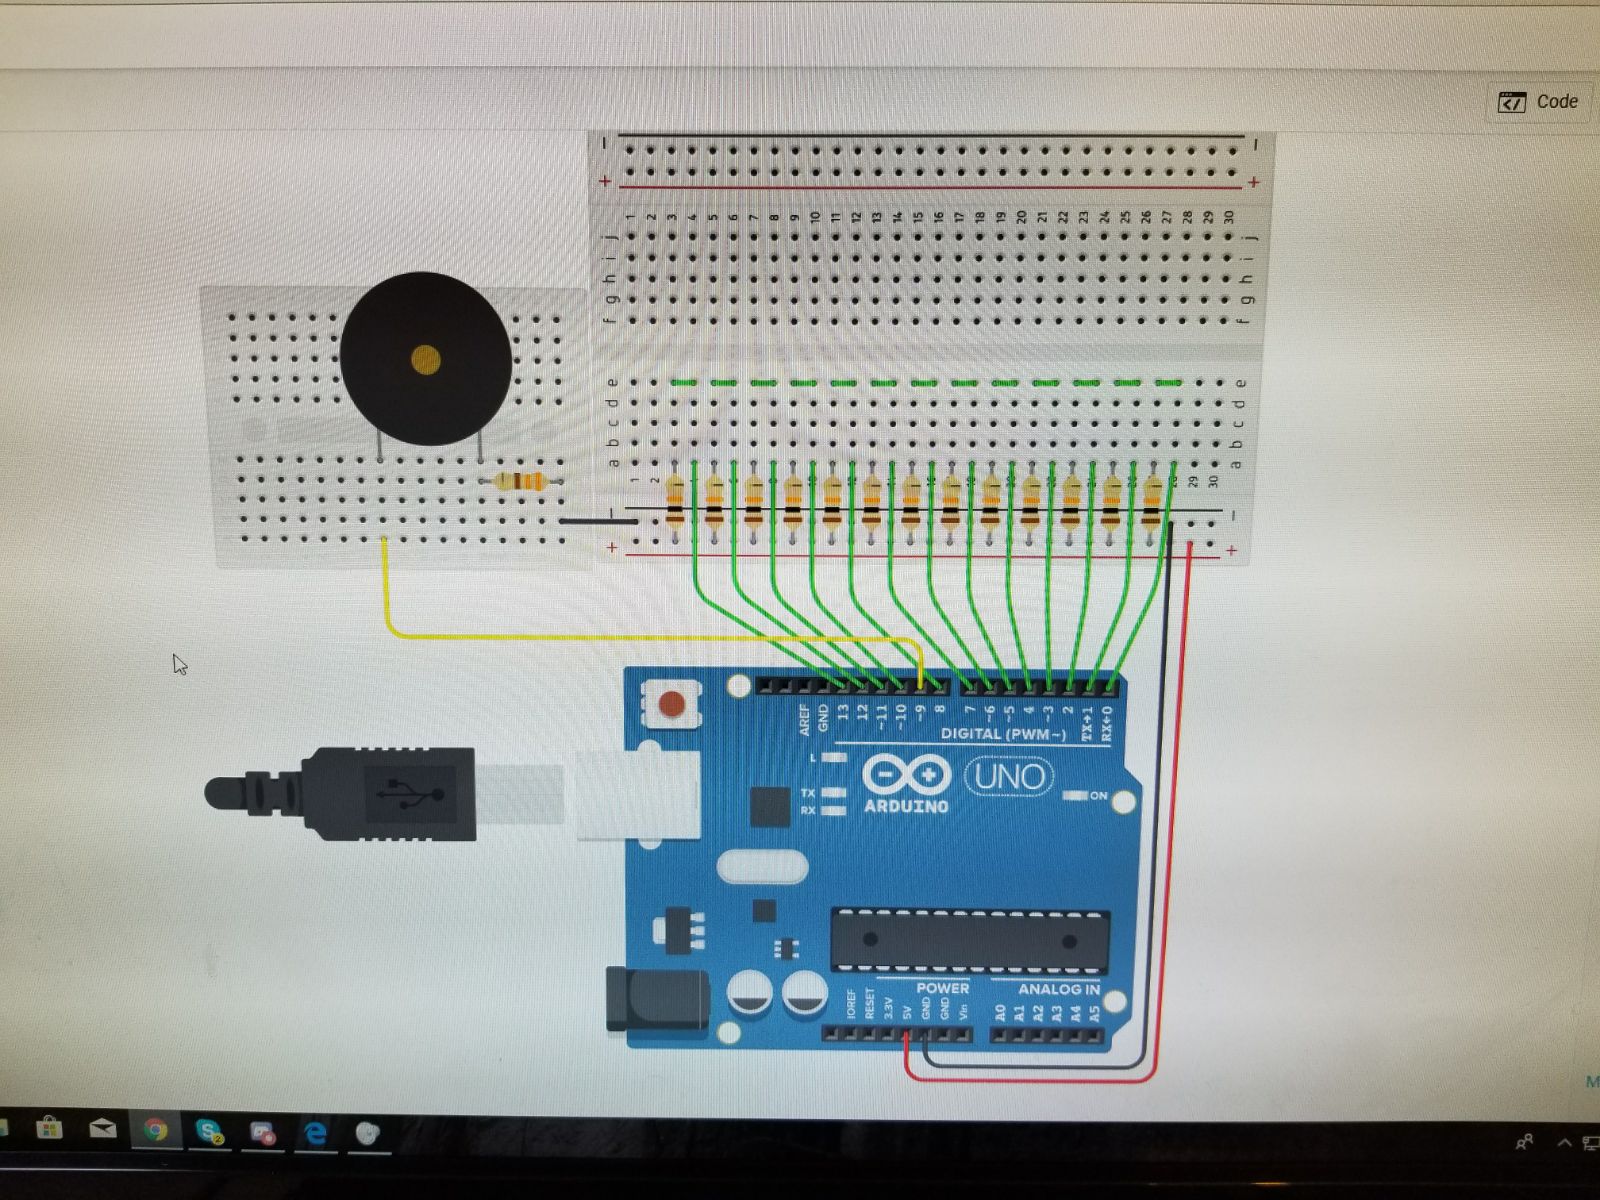 Code
- -
+ +
1 2 3 4 5 6 7 8 9 10 11 12 13 14 15 16 17 18 19 20 21 22 23 24 25 26 27 28 29 30
j j
i i
h h
g g
f f
e e
d d
c c
b b
a a
1 2 29 30
- -
+ +
AREF GND 13 12 ~11 ~10 ~9 8 7 ~6 ~5 4 ~3 2 TX→1 RX←0
DIGITAL (PWM~)
L
TX
RX
UNO
ARDUINO
ON
POWER ANALOG IN
IOREF RESET 3.3V 5V GND GND Vin A0 A1 A2 A3 A4 A5
M
2